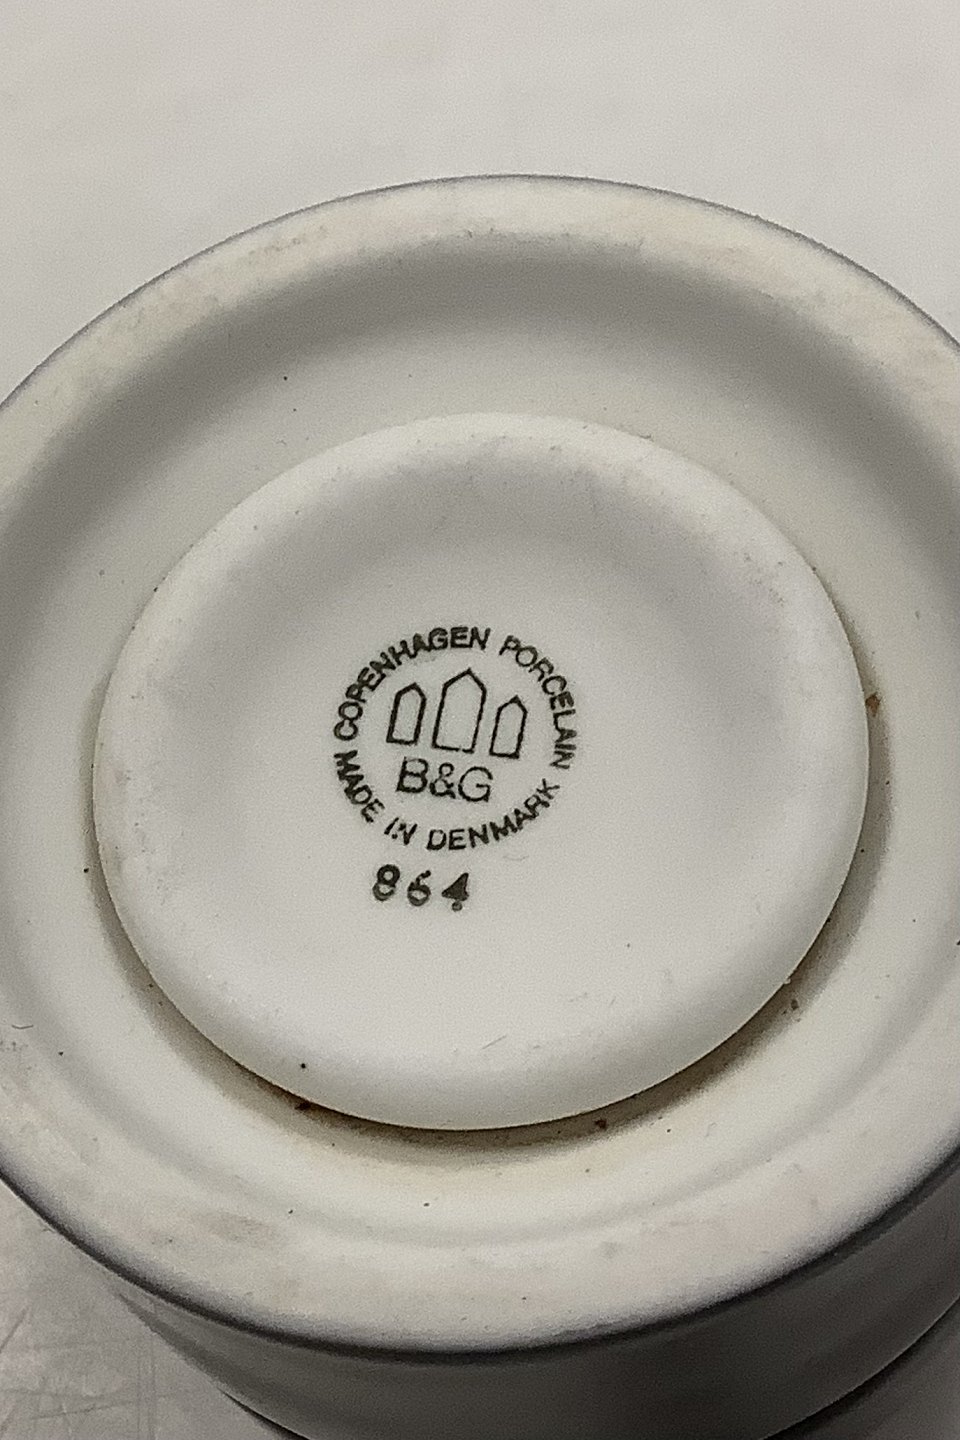 COPENHAGEN PORCELAIN
B&G
MADE IN DENMARK
864